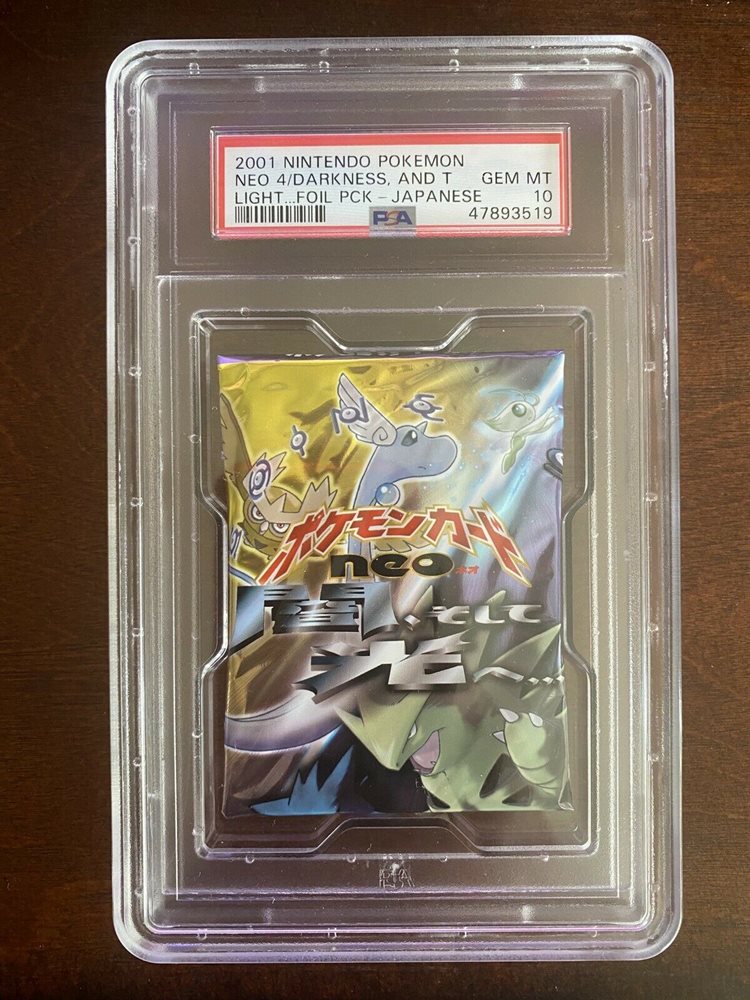 2001 NINTENDO POKEMON
NEO 4/DARKNESS, AND T GEM MT
LIGHT...FOIL PCK - JAPANESE 10
PSA 47893519
ポケモンカード
neo ネオ
闇、そして
光へ...